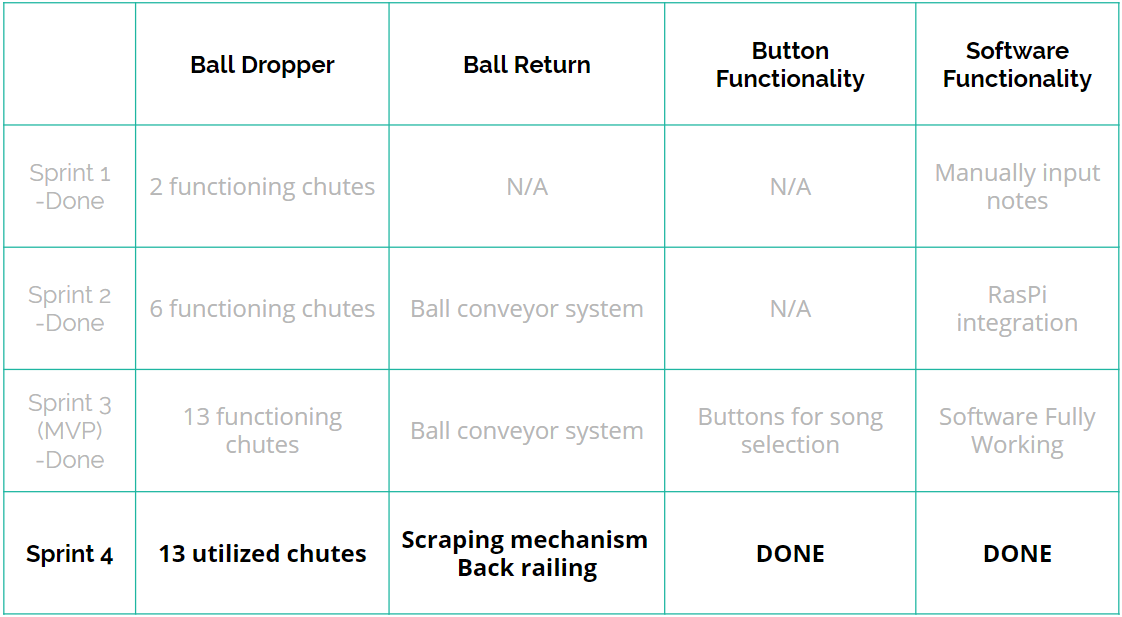 Ball Dropper
Ball Return
Button
Functionality
Software
Functionality
Sprint 1
-Done
2 functioning chutes
N/A
N/A
Manually input
notes
Sprint 2
-Done
6 functioning chutes
Ball conveyor system
N/A
RasPi
integration
Sprint 3
(MVP)
-Done
13 functioning
chutes
Ball conveyor system
Buttons for song
selection
Software Fully
Working
Sprint 4
13 utilized chutes
Scraping mechanism
Back railing
DONE
DONE